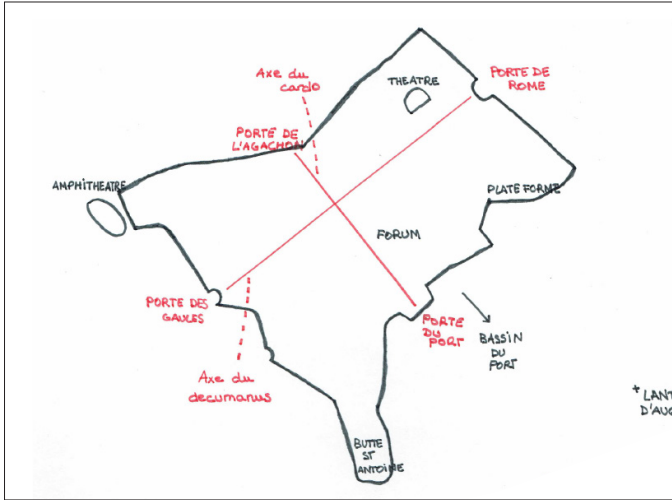 Axe du
cardo
THEATRE
PORTE DE
ROME
PORTE DE
L'AGACHON
AMPHITHEATRE
PLATE FORME
FORUM
PORTE DES
GAULES
PORTE
DU
PORT
BASSIN
DU
PORT
Axe du
decumanus
BUTTE
ST
ANTOINE